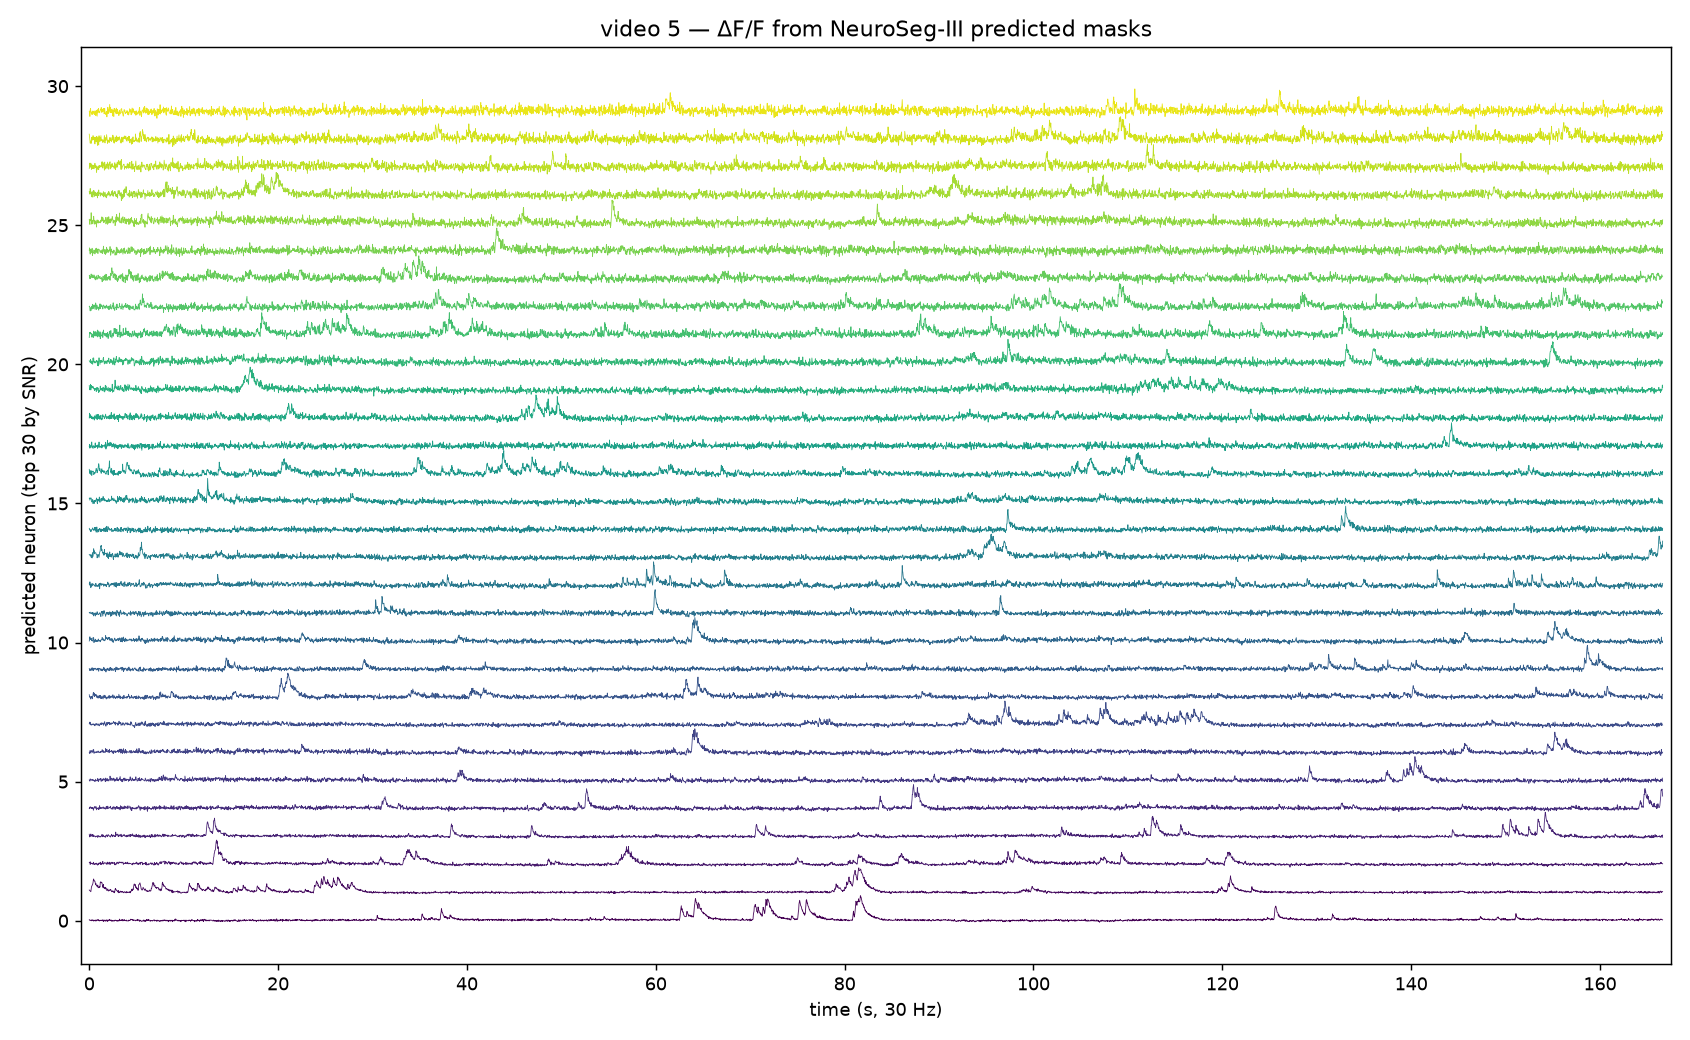 video 5 — ΔF/F from NeuroSeg-III predicted masks
predicted neuron (top 30 by SNR)
30
25
20
15
10
5
0
0 20 40 60 80 100 120 140 160
time (s, 30 Hz)